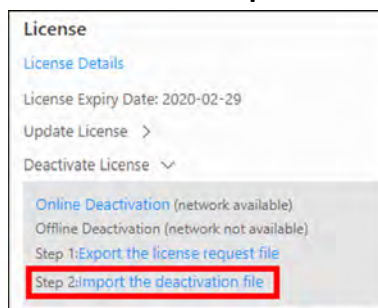 License
License Details
License Expiry Date: 2020-02-29
Update License
Deactivate License
Online Deactivation (network available)
Offline Deactivation (network not available)
Step 1:Export the license request file
Step 2:Import the deactivation file